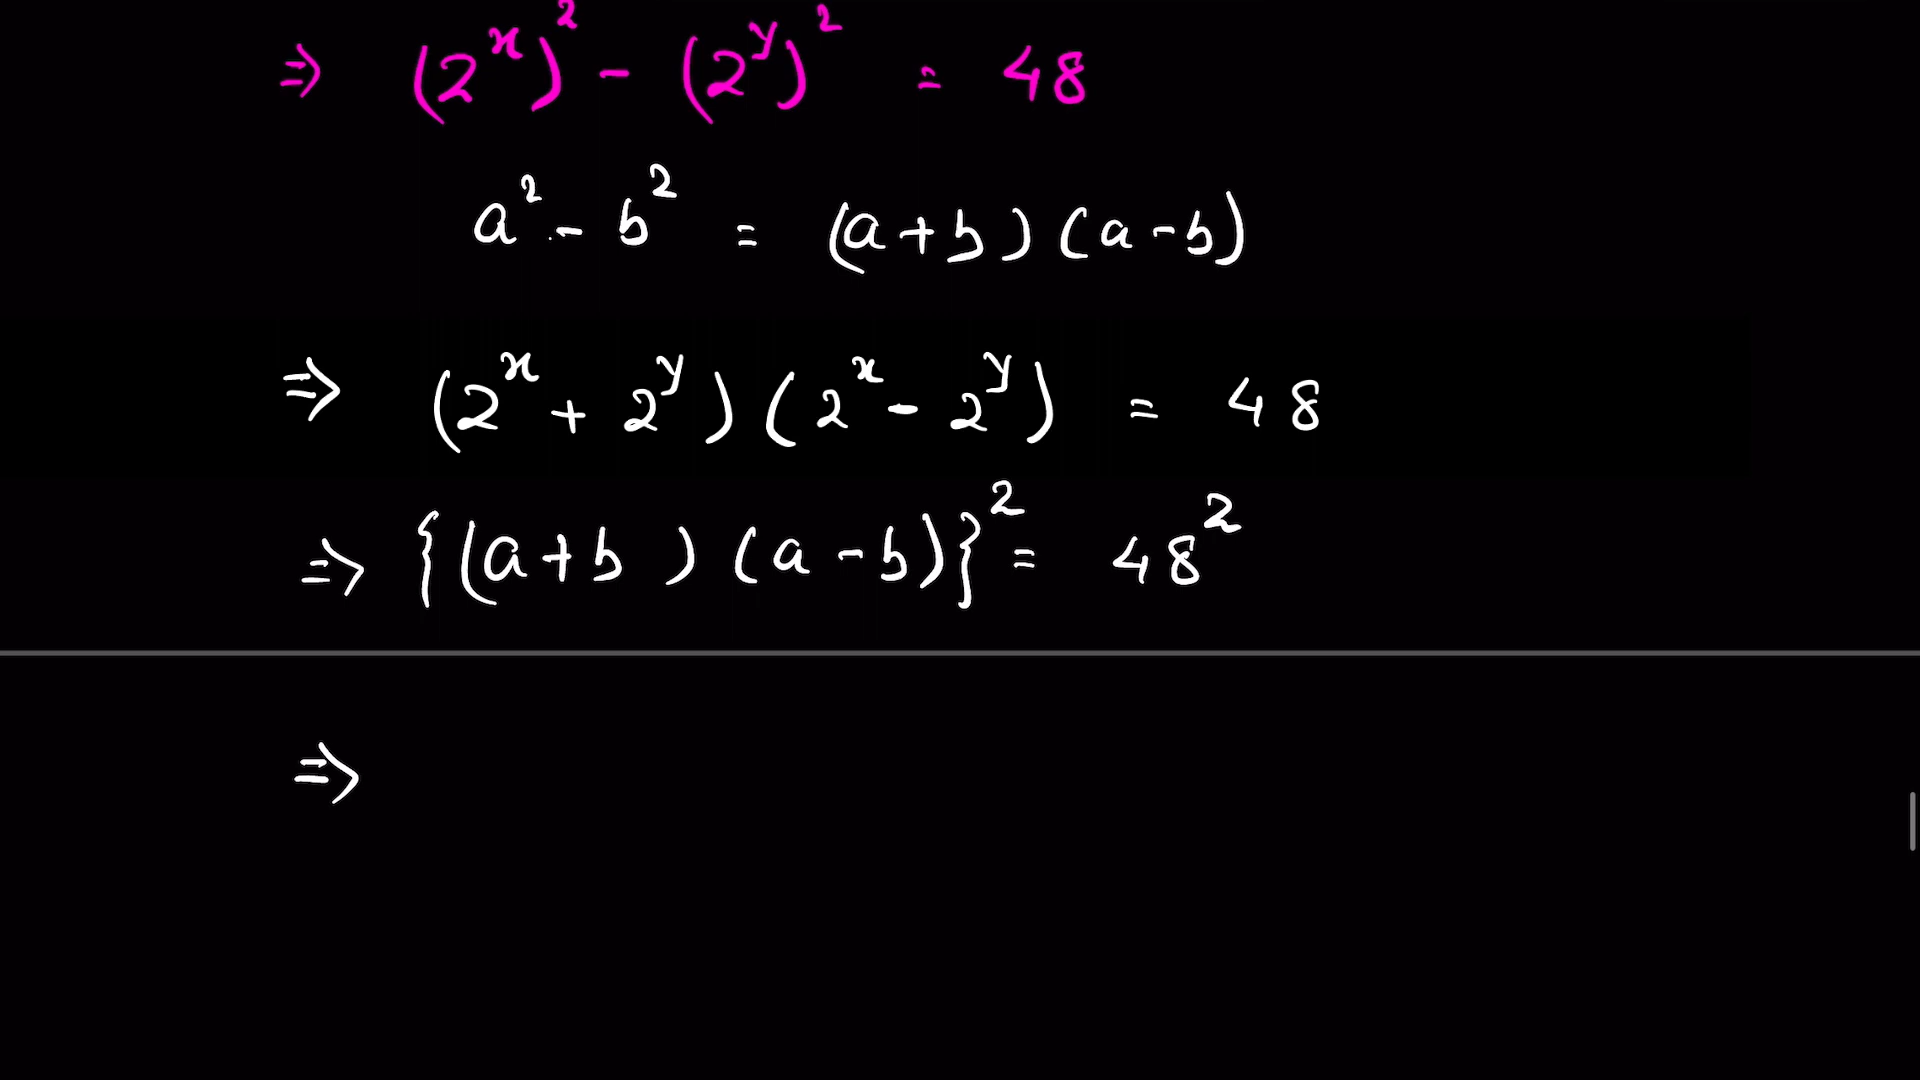 ⇒ (2^x)^2 - (2^y)^2 = 48
a^2 - b^2 = (a+b)(a-b)
⇒ (2^x + 2^y)(2^x - 2^y) = 48
⇒ {(a+b)(a-b)}^2 = 48^2
⇒